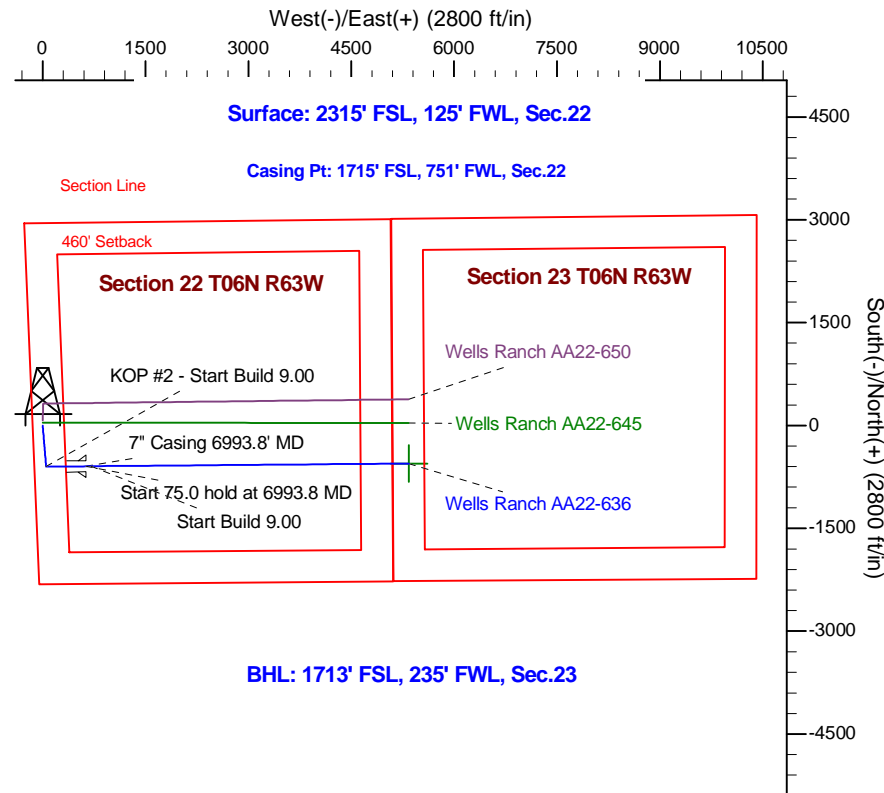 West(-)/East(+) (2800 ft/in)
0 1500 3000 4500 6000 7500 9000 10500
Surface: 2315' FSL, 125' FWL, Sec.22
Casing Pt: 1715' FSL, 751' FWL, Sec.22
Section Line
460' Setback
Section 22 T06N R63W
Section 23 T06N R63W
Wells Ranch AA22-650
KOP #2 - Start Build 9.00
Wells Ranch AA22-645
7" Casing 6993.8' MD
Start 75.0 hold at 6993.8 MD
Wells Ranch AA22-636
Start Build 9.00
BHL: 1713' FSL, 235' FWL, Sec.23
4500
3000
1500
0
-1500
-3000
-4500
South(-)/North(+) (2800 ft/in)